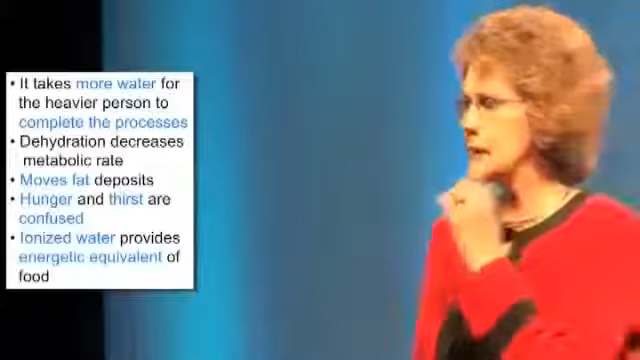 • It takes more water for
the heavier person to
complete the processes
• Dehydration decreases
metabolic rate
• Moves fat deposits
• Hunger and thirst are
confused
• Ionized water provides
energetic equivalent of
food